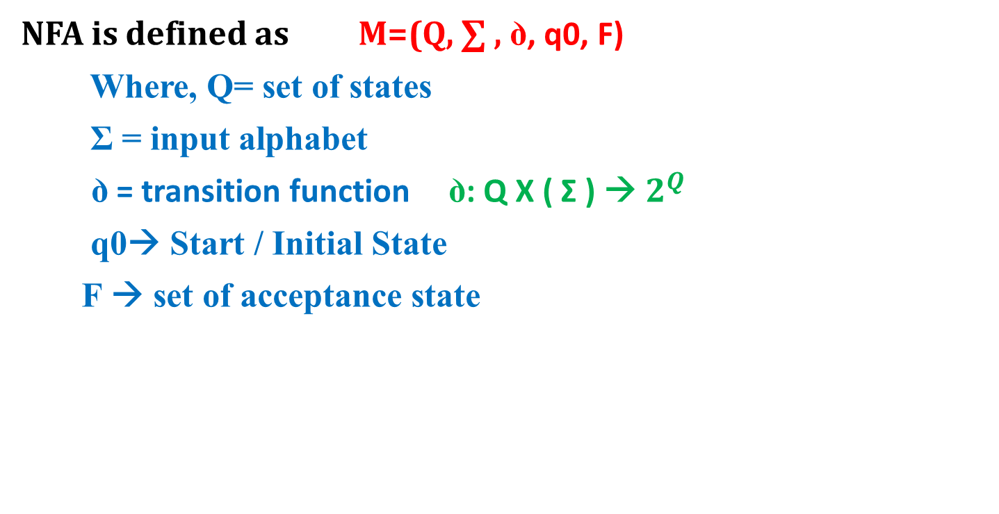 NFA is defined as M=(Q, ∑ , ծ, q0, F)
Where, Q= set of states
Σ = input alphabet
ծ = transition function ծ: Q X ( Σ ) → 2^Q
q0→ Start / Initial State
F → set of acceptance state